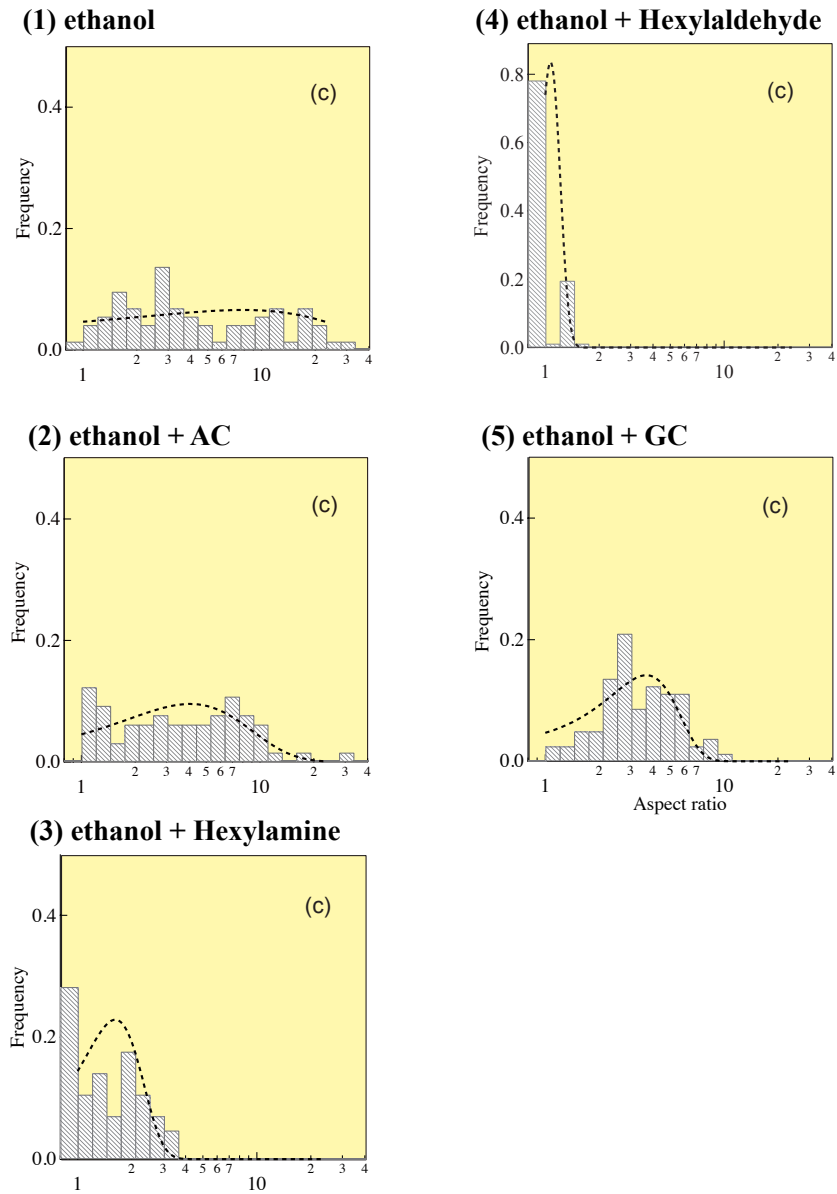 (1) ethanol
(c)
Frequency
0.4
0.2
0.0
1 2 3 4 5 6 7 10 2 3 4
(2) ethanol + AC
(c)
Frequency
0.4
0.2
0.0
1 2 3 4 5 6 7 10 2 3 4
(3) ethanol + Hexylamine
(c)
Frequency
0.4
0.2
0.0
1 2 3 4 5 6 7 10 2 3 4
(4) ethanol + Hexylaldehyde
(c)
Frequency
0.8
0.6
0.4
0.2
0.0
1 2 3 4 5 6 7 10 2 3 4
(5) ethanol + GC
(c)
Frequency
0.4
0.2
0.0
1 2 3 4 5 6 7 10 2 3 4
Aspect ratio